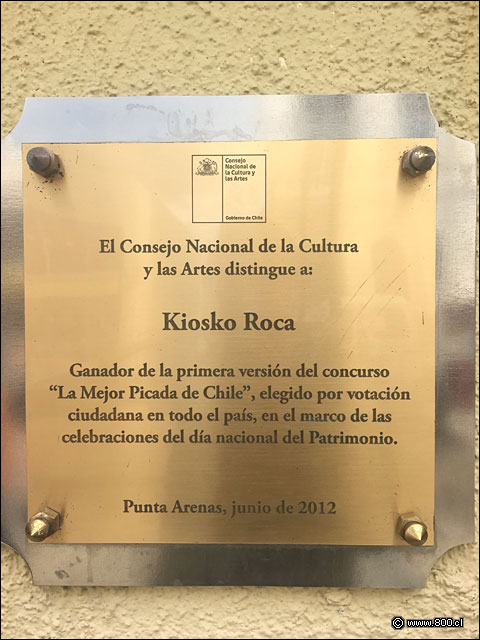 Consejo
Nacional de
la Cultura y
las Artes
Gobierno de Chile
El Consejo Nacional de la Cultura
y las Artes distingue a:
Kiosko Roca
Ganador de la primera versión del concurso
“La Mejor Picada de Chile”, elegido por votación
ciudadana en todo el país, en el marco de las
celebraciones del día nacional del Patrimonio.
Punta Arenas, junio de 2012
© www.800.cl